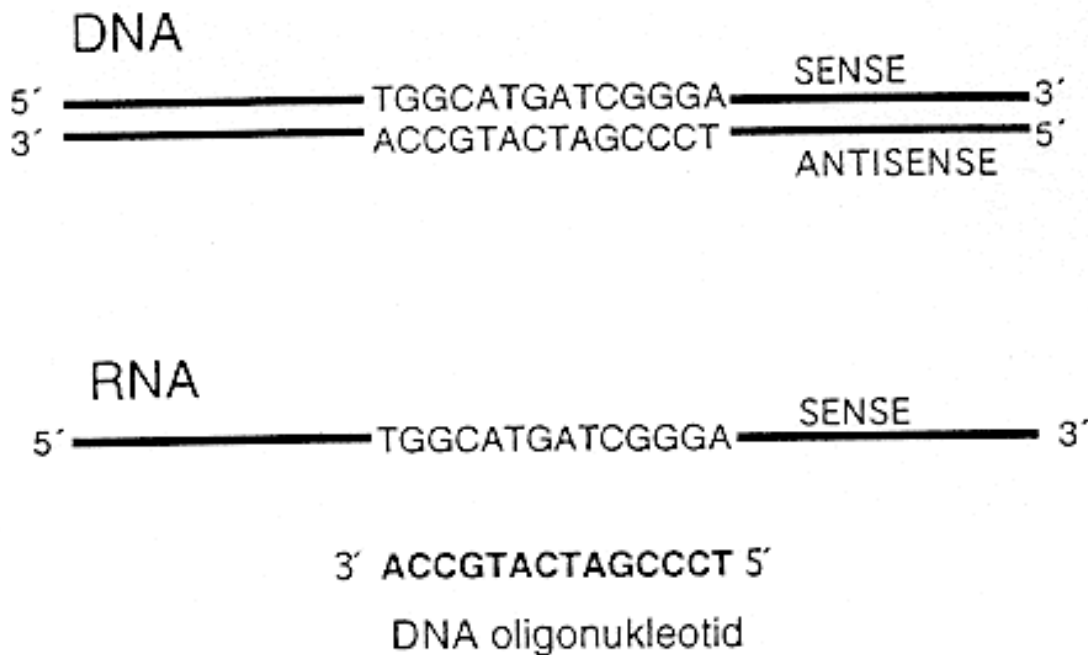 DNA
5´ TGGCATGATCGGGA SENSE 3´
3´ ACCGTACTAGCCCT ANTISENSE 5´
RNA
5´ TGGCATGATCGGGA SENSE 3´
3´ ACCGTACTAGCCCT 5´
DNA oligonukleotid